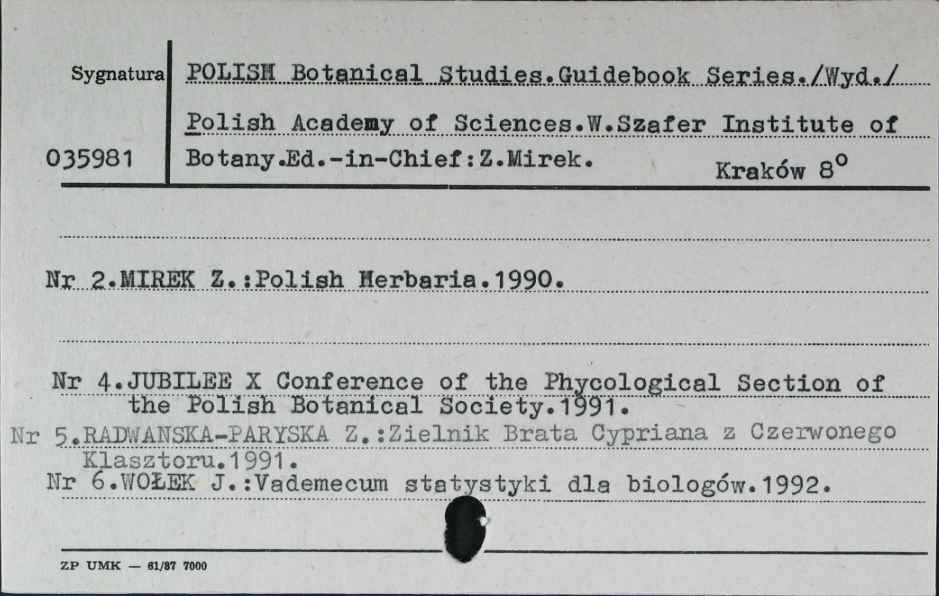 Sygnatura POLISH Botanical Studies.Guidebook Series./Wyd./
Polish Academy of Sciences.W.Szafer Institute of
035981 Botany.Ed.-in-Chief:Z.Mirek. Kraków 8°
Nr 2.MIREK Z.:Polish Herbaria.1990.
Nr 4.JUBILEE X Conference of the Phycological Section of
the Polish Botanical Society.1991.
Nr 5.RADWANSKA-PARYSKA Z.:Zielnik Brata Cypriana z Czerwonego
Klasztoru.1991.
Nr 6.WOŁEK J.:Vademecum statystyki dla biologów.1992.
ZP UMK — 61/87 7000